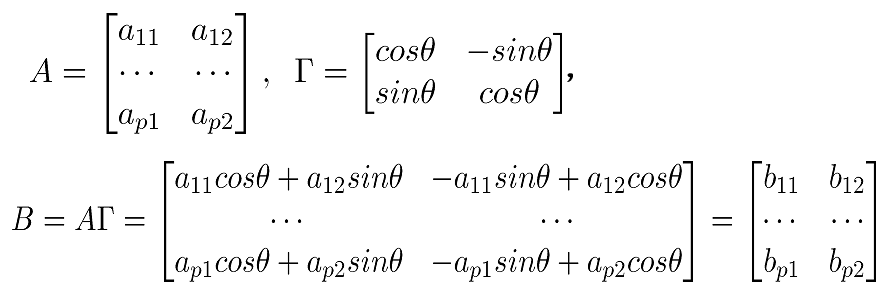 A = [a₁₁ a₁₂ ⋯ ⋯ aₚ₁ aₚ₂] , Γ = [cosθ −sinθ sinθ cosθ],
B = AΓ = [a₁₁cosθ + a₁₂sinθ −a₁₁sinθ + a₁₂cosθ ⋯ ⋯ aₚ₁cosθ + aₚ₂sinθ −aₚ₁sinθ + aₚ₂cosθ] = [b₁₁ b₁₂ ⋯ ⋯ bₚ₁ bₚ₂]